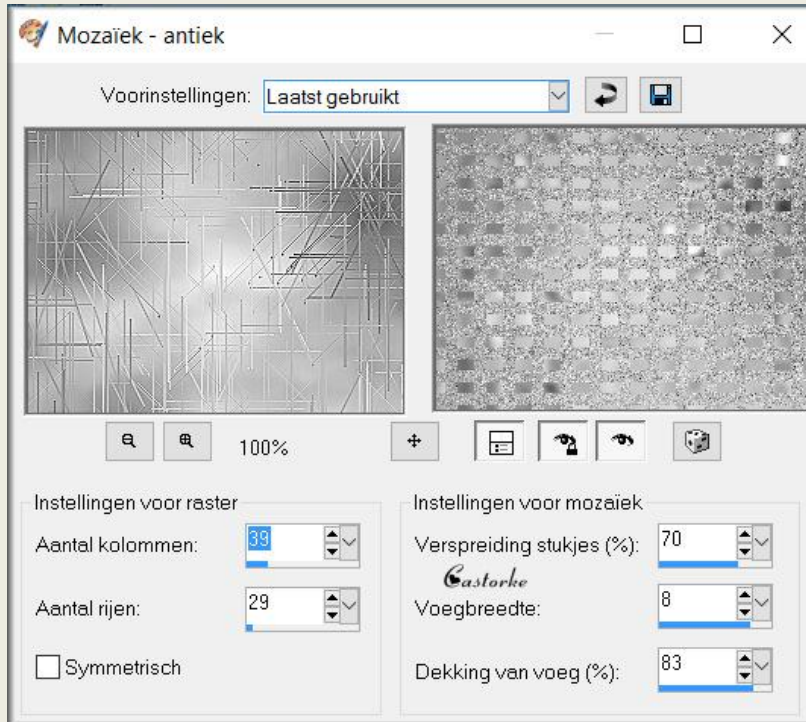 Mozaïek - antiek
Voorinstellingen: Laatst gebruikt
100%
Instellingen voor raster
Aantal kolommen: 39
Aantal rijen: 29
Symmetrisch
Instellingen voor mozaïek
Verspreiding stukjes (%): 70
Castorke
Voegbreedte: 8
Dekking van voeg (%): 83